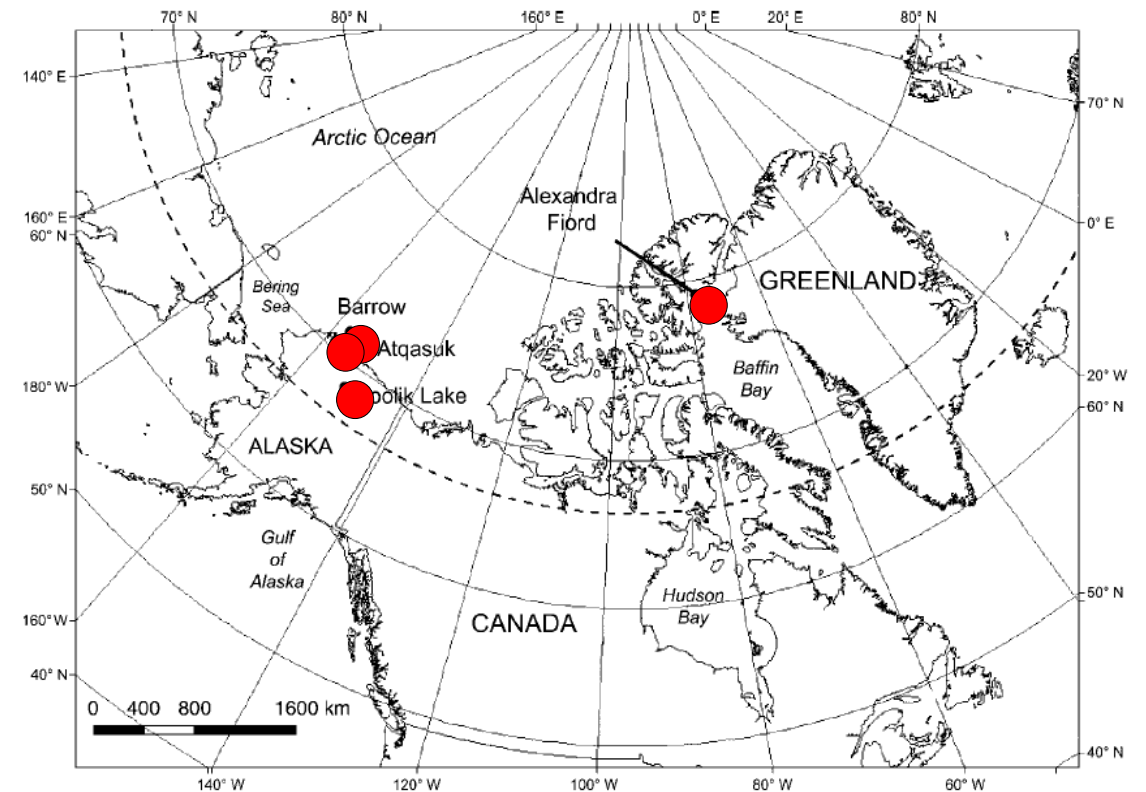 70° N
80° N
160° E
0° E
20° E
80° N
140° E
70° N
Arctic Ocean
Alexandra
Fiord
160° E
60° N
0° E
GREENLAND
Bering
Sea
Barrow
Atqasuk
Baffin
Bay
180° W
20° W
60° N
oolik Lake
ALASKA
50° N
Gulf
of
Alaska
Hudson
Bay
50° N
CANADA
160° W
40° N
0 400 800 1600 km
40° N
140° W
120° W
100° W
80° W
60° W